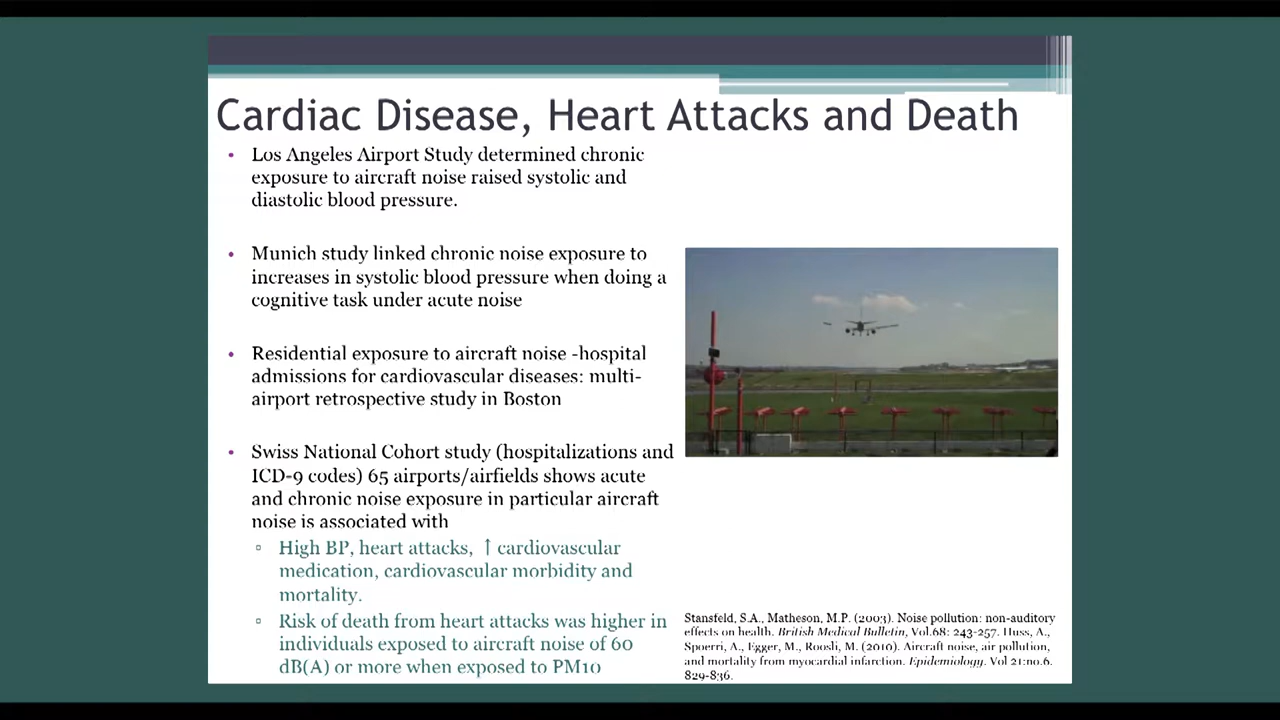 Cardiac Disease, Heart Attacks and Death
• Los Angeles Airport Study determined chronic
exposure to aircraft noise raised systolic and
diastolic blood pressure.
• Munich study linked chronic noise exposure to
increases in systolic blood pressure when doing a
cognitive task under acute noise
• Residential exposure to aircraft noise -hospital
admissions for cardiovascular diseases: multi-
airport retrospective study in Boston
• Swiss National Cohort study (hospitalizations and
ICD-9 codes) 65 airports/airfields shows acute
and chronic noise exposure in particular aircraft
noise is associated with
▫ High BP, heart attacks, ↑ cardiovascular
medication, cardiovascular morbidity and
mortality.
▫ Risk of death from heart attacks was higher in
individuals exposed to aircraft noise of 60
dB(A) or more when exposed to PM10
Stansfeld, S.A., Matheson, M.P. (2003). Noise pollution: non-auditory
effects on health. British Medical Bulletin, Vol.68: 243-257. Huss, A.,
Spoerri, A., Egger, M., Roosli, M. (2010). Aircraft noise, air pollution,
and mortality from myocardial infarction. Epidemiology. Vol 21:no.6.
829-836.